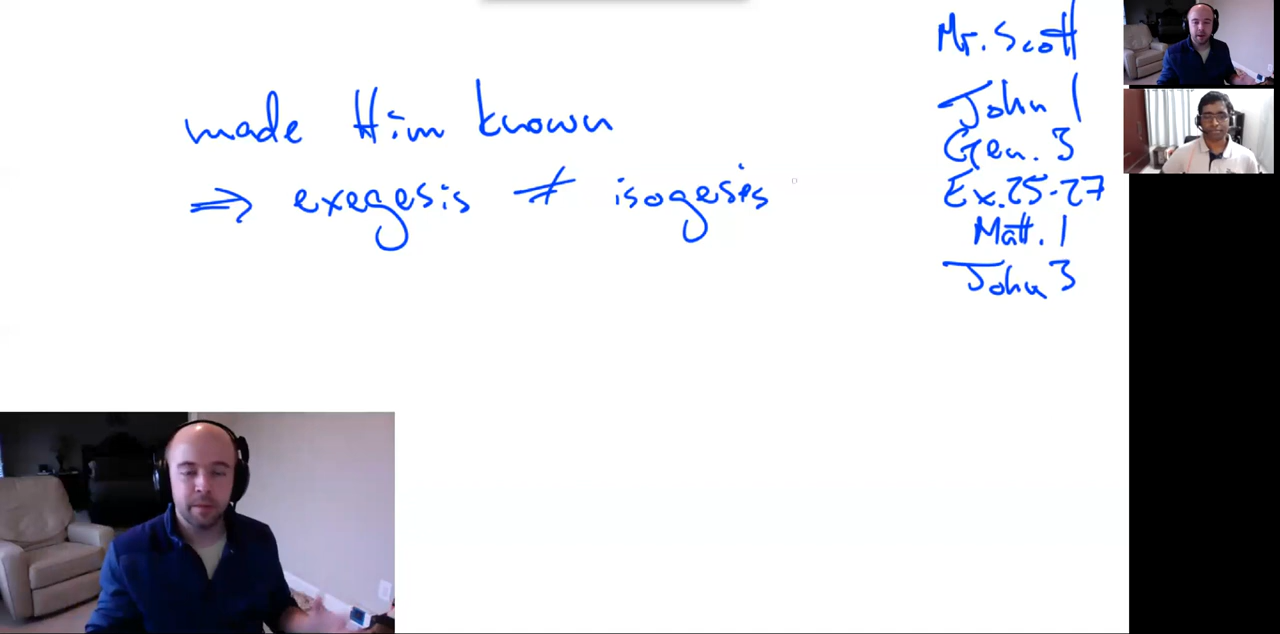 made Him known
⇒ exegesis ≠ isogesis
Mr. Scott
John 1
Gen. 3
Ex. 25-27
Matt. 1
John 3